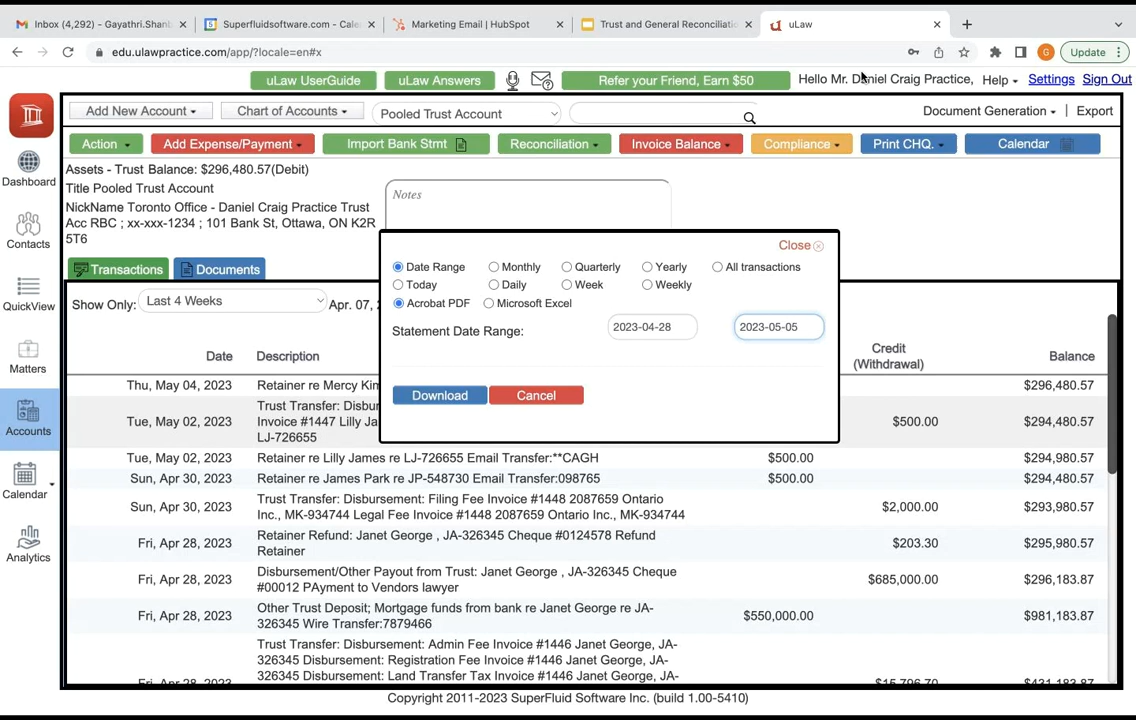 Inbox (4,292) - Gayathri.Shanb
Superfluidsoftware.com - Cale
Marketing Email | HubSpot
Trust and General Reconciliatio
uLaw
edu.ulawpractice.com/app/?locale=en#x
G
Update
uLaw UserGuide
uLaw Answers
Refer your Friend, Earn $50
Hello Mr. Daniel Craig Practice,
Help
Settings
Sign Out
Add New Account
Chart of Accounts
Pooled Trust Account
Document Generation
Export
Action
Add Expense/Payment
Import Bank Stmt
Reconciliation
Invoice Balance
Compliance
Print CHQ.
Calendar
Dashboard
Contacts
QuickView
Matters
Accounts
Calendar
Analytics
Assets - Trust Balance: $296,480.57(Debit)
Title Pooled Trust Account
NickName Toronto Office - Daniel Craig Practice Trust
Acc RBC ; xx-xxx-1234 ; 101 Bank St, Ottawa, ON K2R
5T6
Notes
Transactions
Documents
Show Only:
Last 4 Weeks
Apr. 07, 2
Close
Date Range
Monthly
Quarterly
Yearly
All transactions
Today
Daily
Week
Weekly
Acrobat PDF
Microsoft Excel
Statement Date Range:
2023-04-28
2023-05-05
Download
Cancel
Date
Description
Credit
(Withdrawal)
Balance
Thu, May 04, 2023
Retainer re Mercy Kim
$296,480.57
Tue, May 02, 2023
Trust Transfer: Disbur
Invoice #1447 Lilly Ja
LJ-726655
$500.00
$294,480.57
Tue, May 02, 2023
Retainer re Lilly James re LJ-726655 Email Transfer:**CAGH
$500.00
$294,980.57
Sun, Apr 30, 2023
Retainer re James Park re JP-548730 Email Transfer:098765
$500.00
$294,480.57
Sun, Apr 30, 2023
Trust Transfer: Disbursement: Filing Fee Invoice #1448 2087659 Ontario
Inc., MK-934744 Legal Fee Invoice #1448 2087659 Ontario Inc., MK-934744
$2,000.00
$293,980.57
Fri, Apr 28, 2023
Retainer Refund: Janet George , JA-326345 Cheque #0124578 Refund
Retainer
$203.30
$295,980.57
Fri, Apr 28, 2023
Disbursement/Other Payout from Trust: Janet George , JA-326345 Cheque
#00012 PAyment to Vendors lawyer
$685,000.00
$296,183.87
Fri, Apr 28, 2023
Other Trust Deposit; Mortgage funds from bank re Janet George re JA-
326345 Wire Transfer:7879466
$550,000.00
$981,183.87
Trust Transfer: Disbursement: Admin Fee Invoice #1446 Janet George, JA-
326345 Disbursement: Registration Fee Invoice #1446 Janet George, JA-
326345 Disbursement: Land Transfer Tax Invoice #1446 Janet George, JA-
Fri, Apr 28, 2023
$15,796.70
$431,183.87
Copyright 2011-2023 SuperFluid Software Inc. (build 1.00-5410)